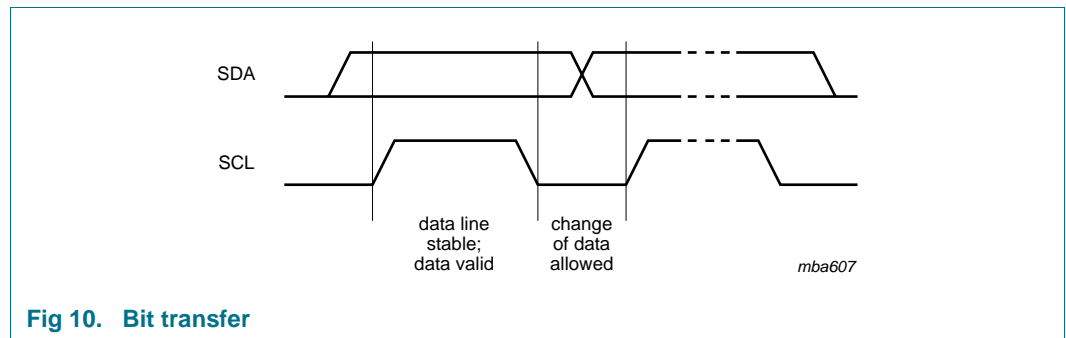 SDA
SCL
data line
stable;
data valid
change
of data
allowed
mba607
Fig 10. Bit transfer